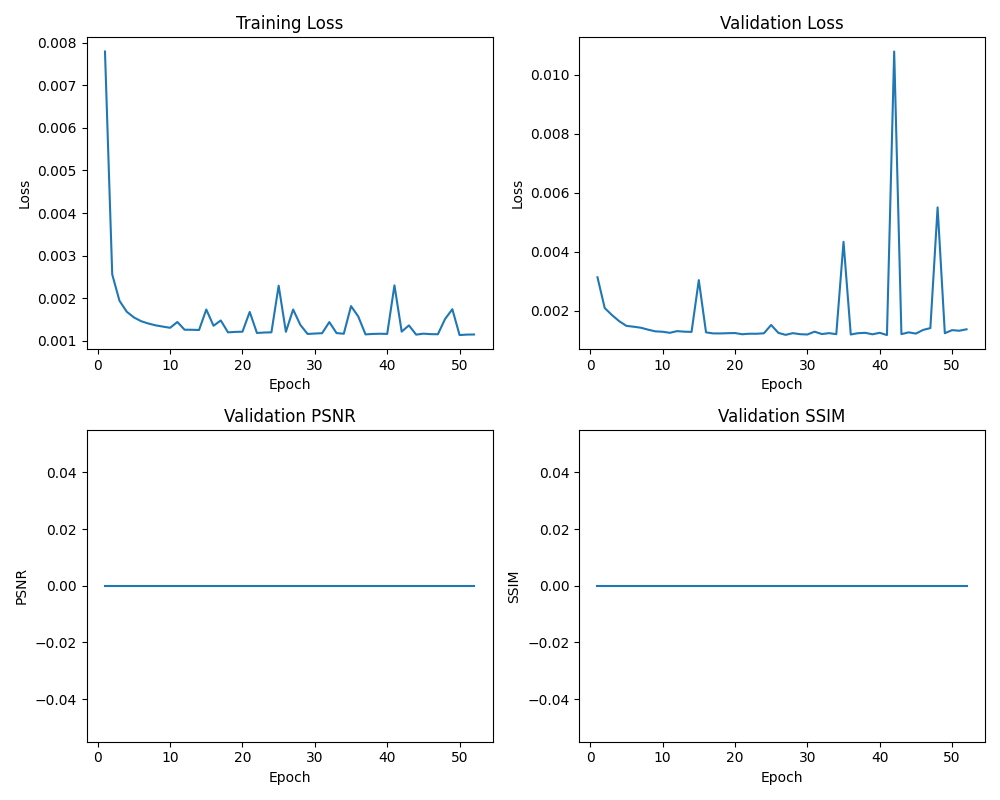 Training Loss
Validation Loss
0.008
0.007
0.006
0.005
0.004
0.003
0.002
0.001
Loss
0 10 20 30 40 50
Epoch
0.010
0.008
0.006
0.004
0.002
Loss
0 10 20 30 40 50
Epoch
Validation PSNR
Validation SSIM
0.04
0.02
0.00
−0.02
−0.04
PSNR
0 10 20 30 40 50
Epoch
0.04
0.02
0.00
−0.02
−0.04
SSIM
0 10 20 30 40 50
Epoch